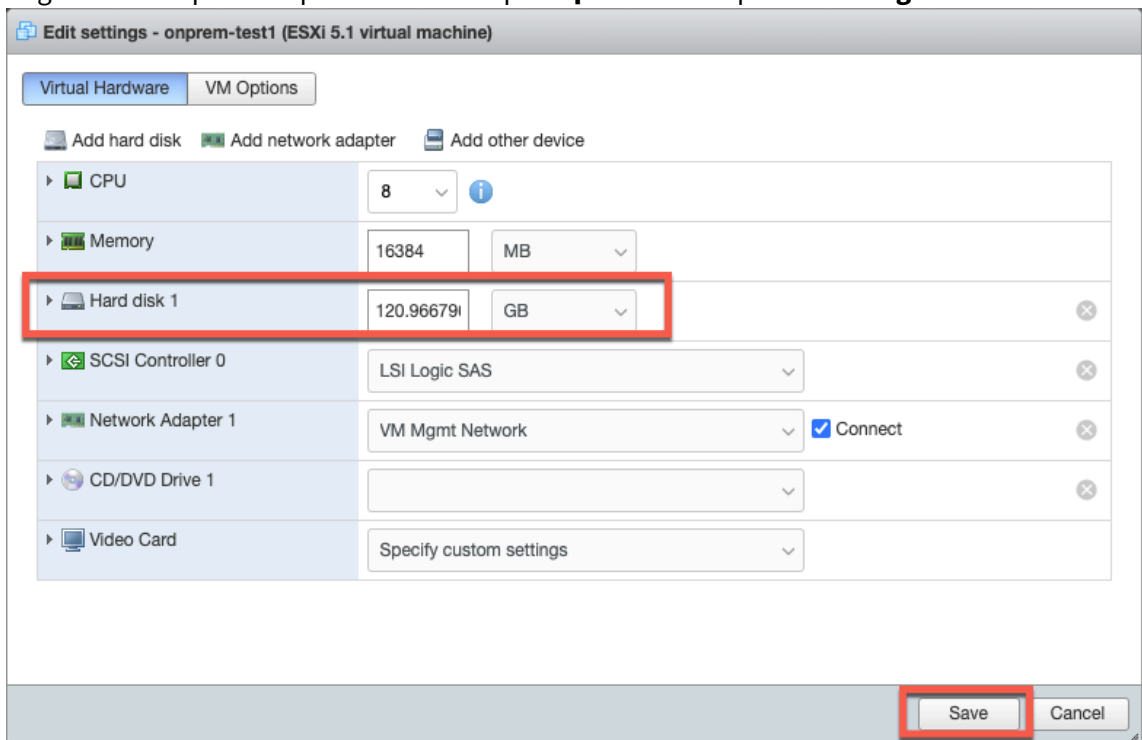 Edit settings - onprem-test1 (ESXi 5.1 virtual machine)
Virtual Hardware VM Options
Add hard disk Add network adapter Add other device
CPU 8
Memory 16384 MB
Hard disk 1 120.966796 GB
SCSI Controller 0 LSI Logic SAS
Network Adapter 1 VM Mgmt Network Connect
CD/DVD Drive 1
Video Card Specify custom settings
Save Cancel